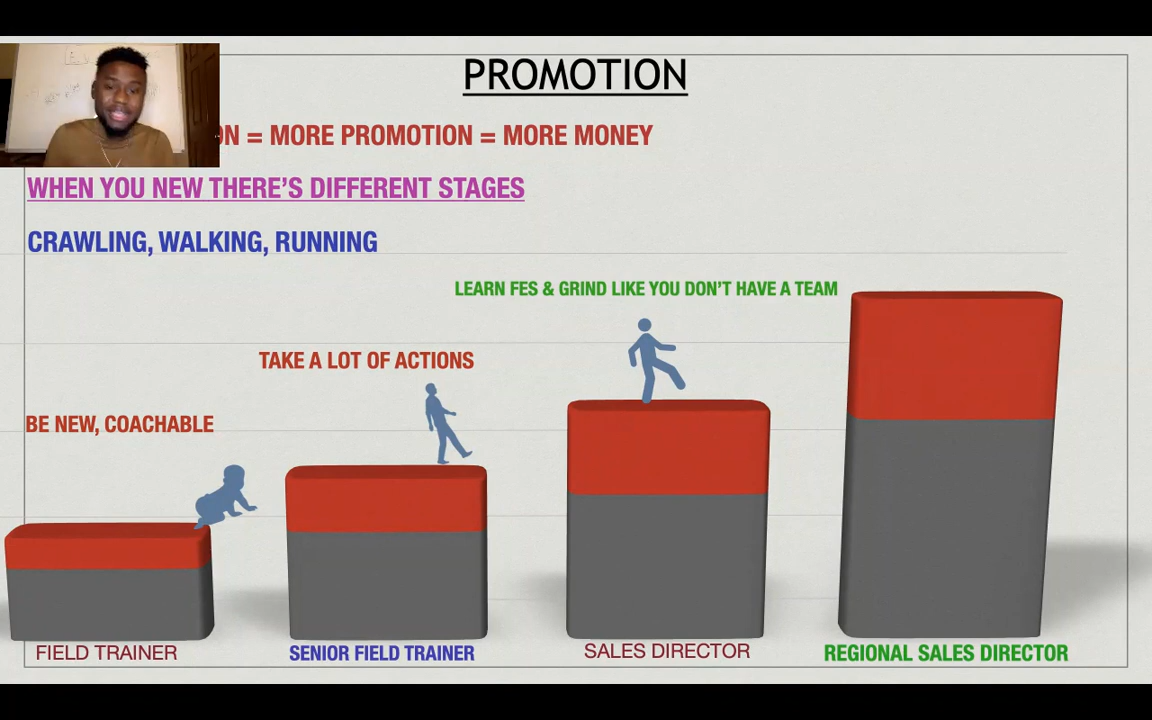 PROMOTION
ON = MORE PROMOTION = MORE MONEY
WHEN YOU NEW THERE'S DIFFERENT STAGES
CRAWLING, WALKING, RUNNING
LEARN FES & GRIND LIKE YOU DON'T HAVE A TEAM
TAKE A LOT OF ACTIONS
BE NEW, COACHABLE
FIELD TRAINER
SENIOR FIELD TRAINER
SALES DIRECTOR
REGIONAL SALES DIRECTOR